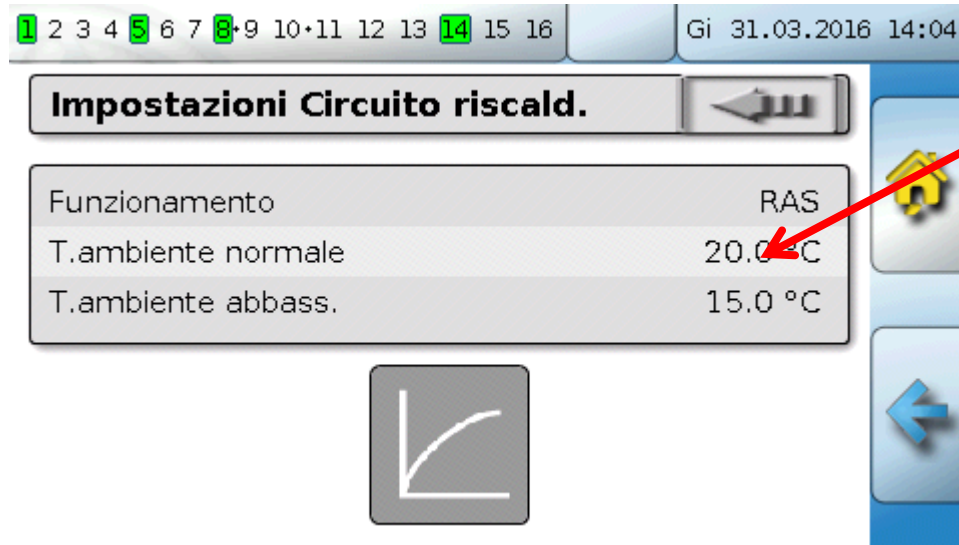 1 2 3 4 5 6 7 8•9 10•11 12 13 14 15 16 Gi 31.03.2016 14:04
Impostazioni Circuito riscald.
Funzionamento RAS
T.ambiente normale 20.0 °C
T.ambiente abbass. 15.0 °C